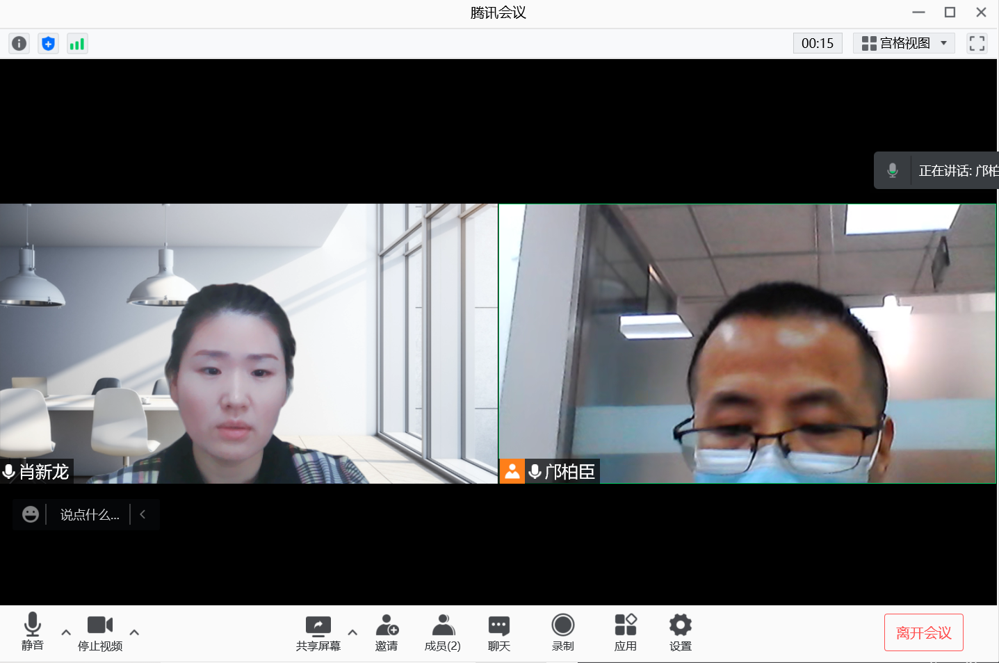 腾讯会议
00:15
宫格视图
正在讲话: 邝柏
肖新龙
邝柏臣
说点什么...
静音
停止视频
共享屏幕
邀请
成员(2)
聊天
录制
应用
设置
离开会议